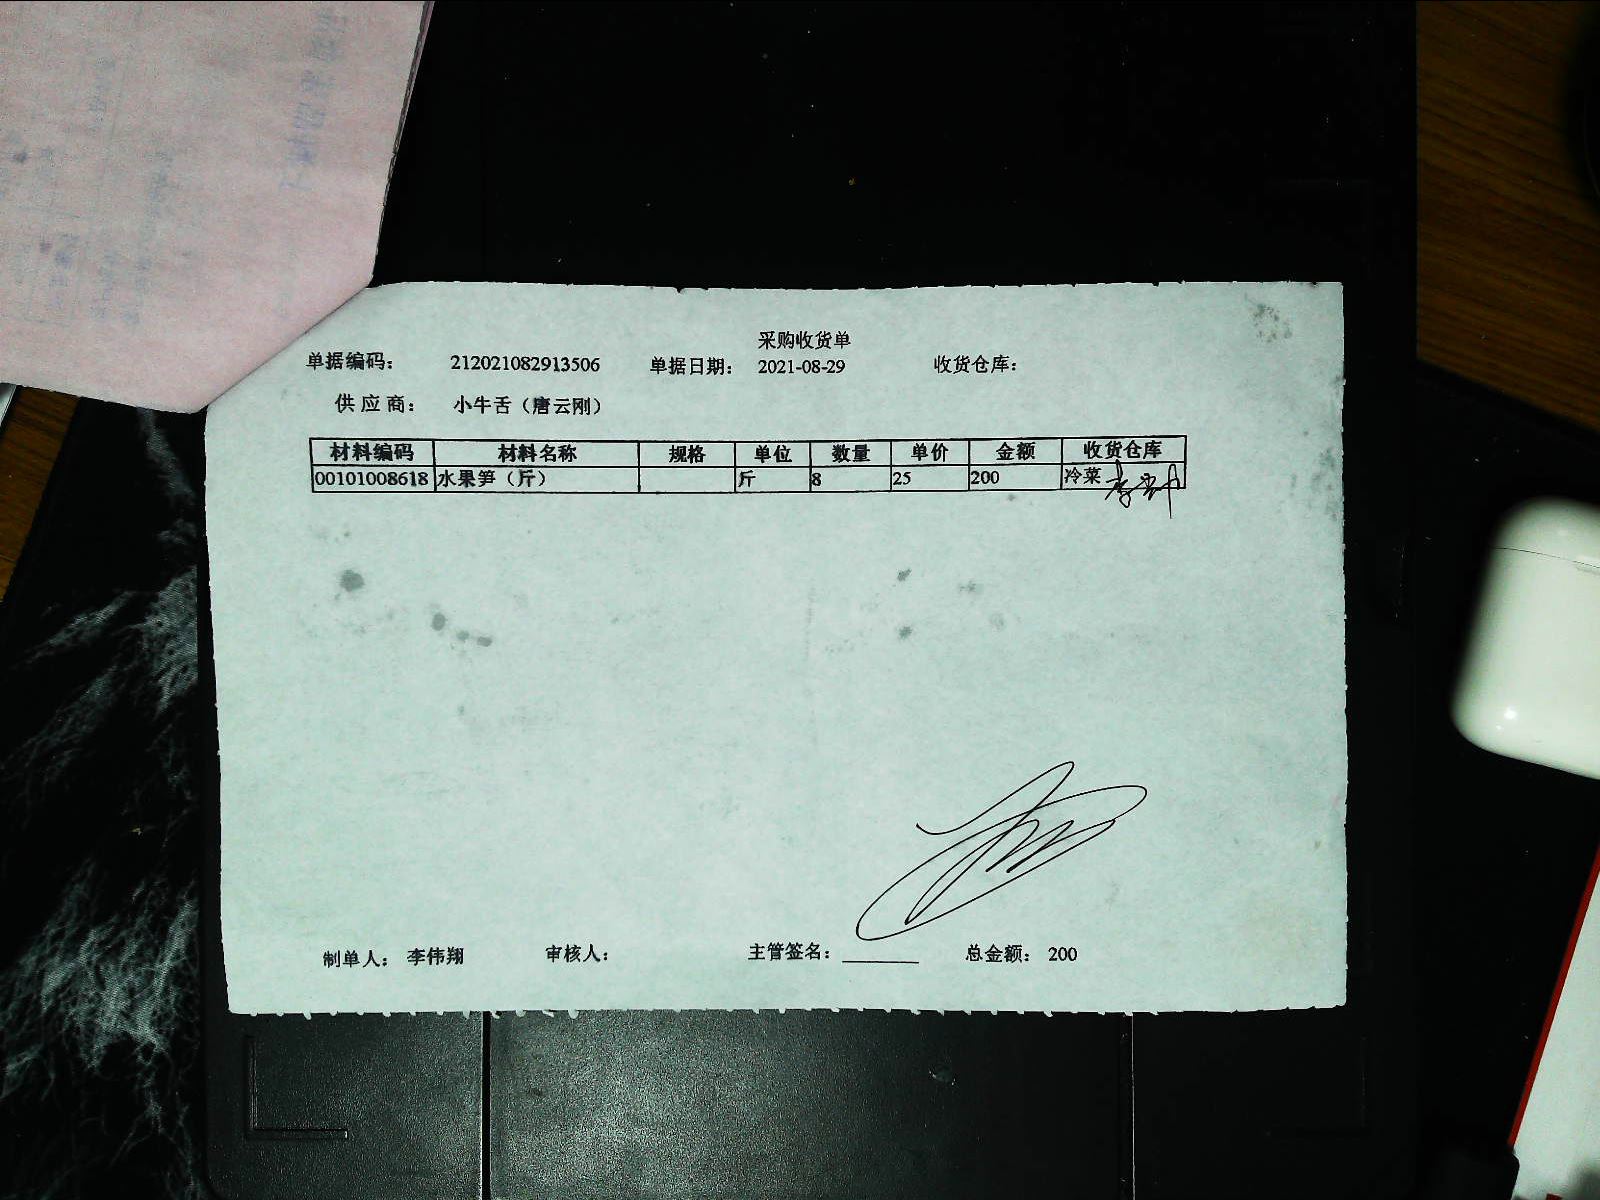 采购收货单
单据编码： 212021082913506 单据日期： 2021-08-29 收货仓库：
供应商： 小牛舌（唐云刚）
材料编码 材料名称 规格 单位 数量 单价 金额 收货仓库
00101008618 水果笋（斤） 斤 8 25 200 冷菜
制单人： 李伟翔 审核人： 主管签名： 总金额： 200